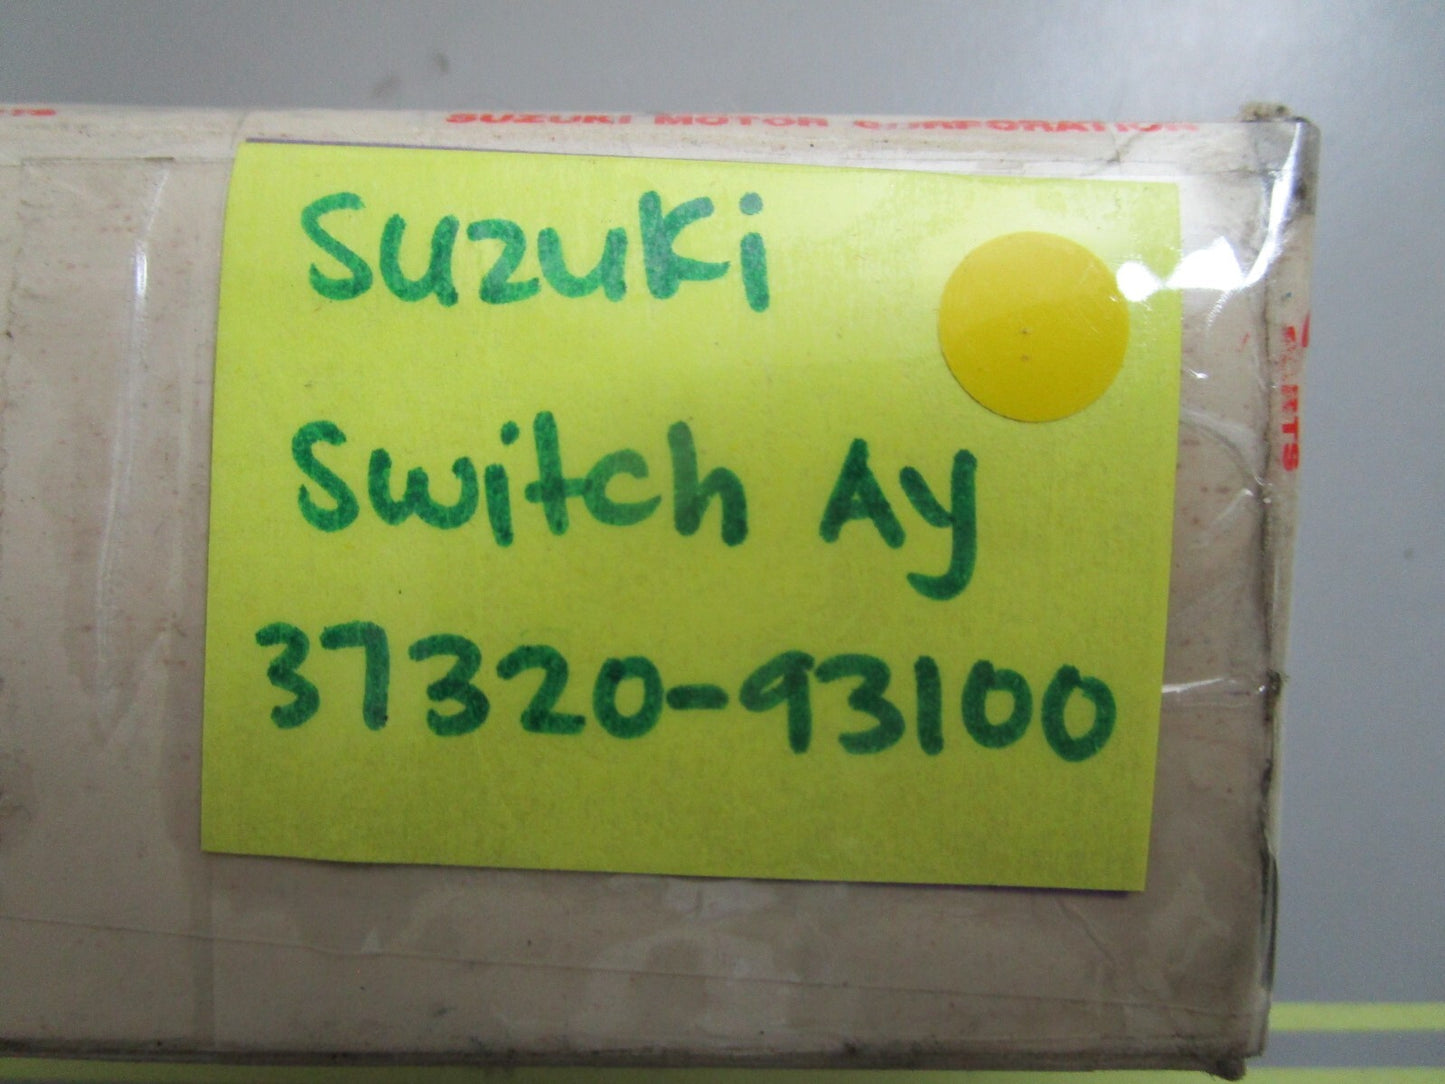 SUZUKI MOTOR CORPORATION
Suzuki
Switch Ay
37320-93100